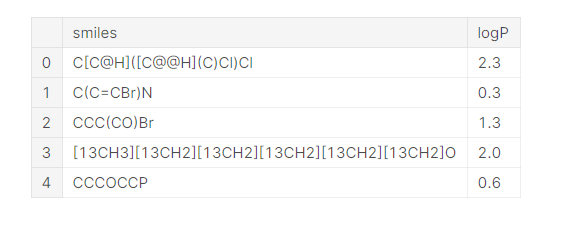 smiles logP
0 C[C@H]([C@@H](C)Cl)Cl 2.3
1 C(C=CBr)N 0.3
2 CCC(CO)Br 1.3
3 [13CH3][13CH2][13CH2][13CH2][13CH2][13CH2]O 2.0
4 CCCOCCP 0.6